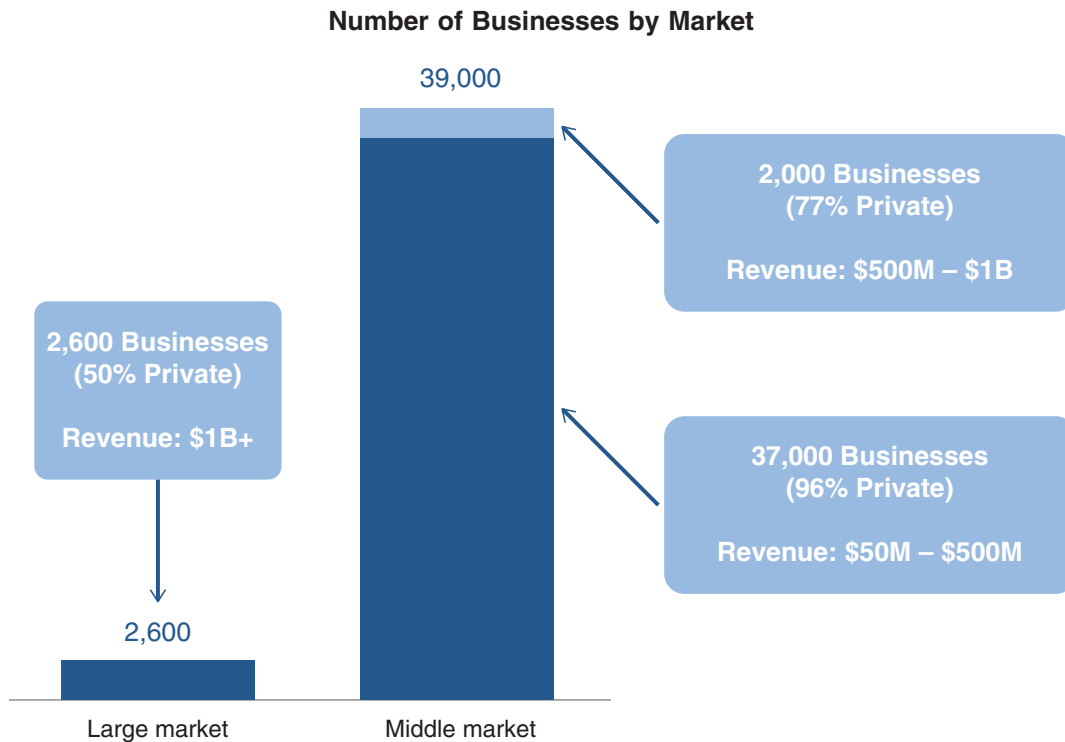 Number of Businesses by Market
39,000
2,000 Businesses
(77% Private)
Revenue: $500M – $1B
2,600 Businesses
(50% Private)
Revenue: $1B+
37,000 Businesses
(96% Private)
Revenue: $50M – $500M
2,600
Large market
Middle market